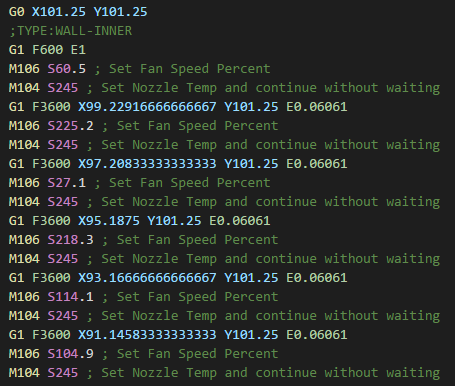 G0 X101.25 Y101.25
;TYPE:WALL-INNER
G1 F600 E1
M106 S60.5 ; Set Fan Speed Percent
M104 S245 ; Set Nozzle Temp and continue without waiting
G1 F3600 X99.22916666666667 Y101.25 E0.06061
M106 S225.2 ; Set Fan Speed Percent
M104 S245 ; Set Nozzle Temp and continue without waiting
G1 F3600 X97.20833333333333 Y101.25 E0.06061
M106 S27.1 ; Set Fan Speed Percent
M104 S245 ; Set Nozzle Temp and continue without waiting
G1 F3600 X95.1875 Y101.25 E0.06061
M106 S218.3 ; Set Fan Speed Percent
M104 S245 ; Set Nozzle Temp and continue without waiting
G1 F3600 X93.16666666666667 Y101.25 E0.06061
M106 S114.1 ; Set Fan Speed Percent
M104 S245 ; Set Nozzle Temp and continue without waiting
G1 F3600 X91.14583333333333 Y101.25 E0.06061
M106 S104.9 ; Set Fan Speed Percent
M104 S245 ; Set Nozzle Temp and continue without waiting